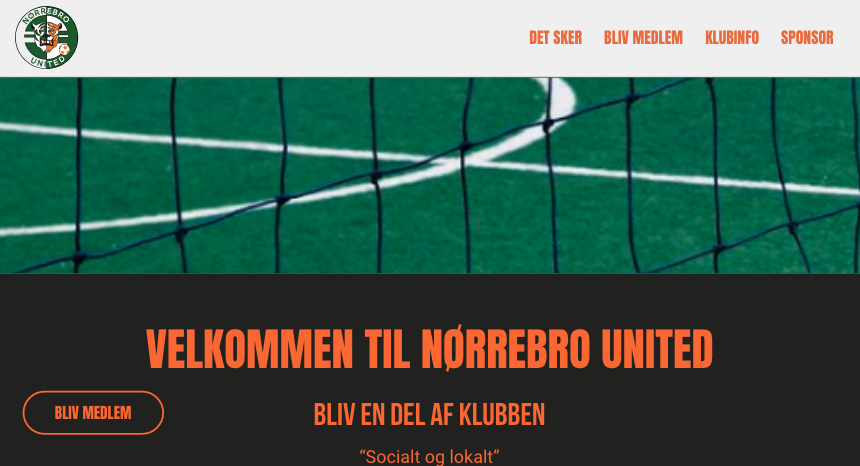 NØRREBRO
UNITED
DET SKER
BLIV MEDLEM
KLUBINFO
SPONSOR
VELKOMMEN TIL NØRREBRO UNITED
BLIV MEDLEM
BLIV EN DEL AF KLUBBEN
“Socialt og lokalt”